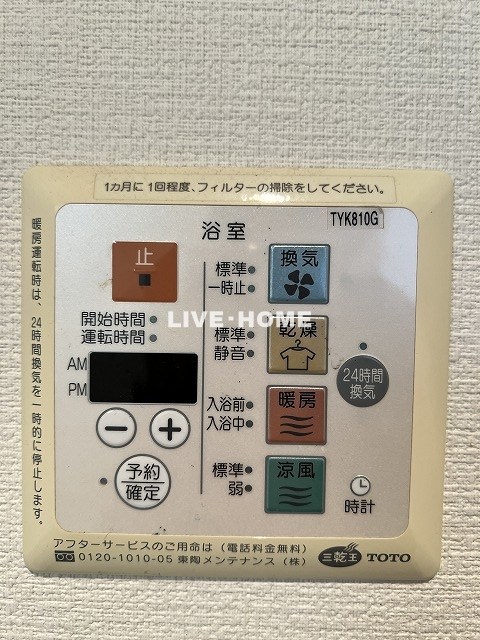 1カ月に1回程度、フィルターの掃除をしてください。
TYK810G
浴室
止
換気
標準
一時止
開始時間
運転時間
LIVE・HOME
乾燥
標準
静音
AM
PM
24時間
換気
暖房
入浴前
入浴中
予約
確定
涼風
標準
弱
時計
暖房運転時は、24時間換気を一時的に停止します。
アフターサービスのご用命は(電話料金無料)
0120-1010-05 東陶メンテナンス(株)
三乾王
TOTO